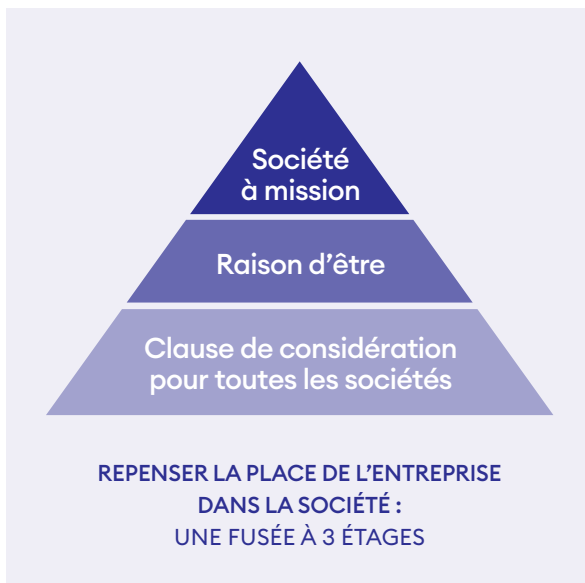 Société
à mission
Raison d’être
Clause de considération
pour toutes les sociétés
REPENSER LA PLACE DE L’ENTREPRISE
DANS LA SOCIÉTÉ :
UNE FUSÉE À 3 ÉTAGES